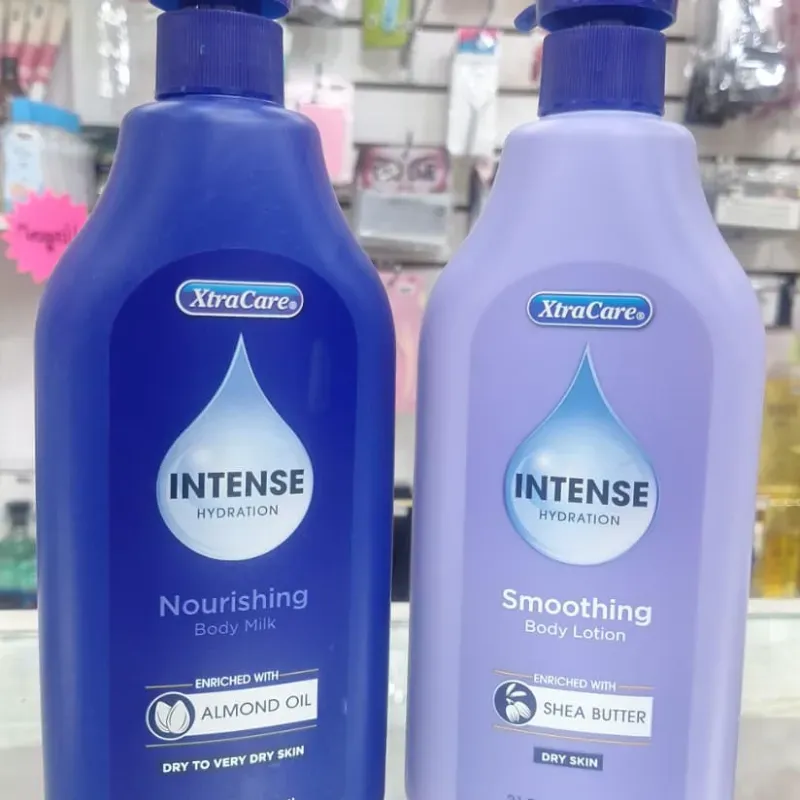 XtraCare®
INTENSE
HYDRATION
Nourishing
Body Milk
ENRICHED WITH
ALMOND OIL
DRY TO VERY DRY SKIN
XtraCare®
INTENSE
HYDRATION
Smoothing
Body Lotion
ENRICHED WITH
SHEA BUTTER
DRY SKIN